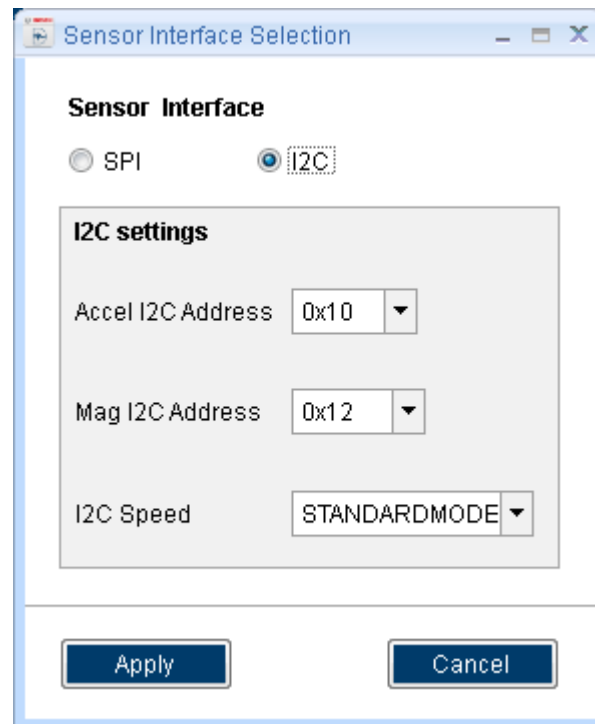 Sensor Interface Selection
Sensor Interface
SPI I2C
I2C settings
Accel I2C Address 0x10
Mag I2C Address 0x12
I2C Speed STANDARDMODE
Apply Cancel